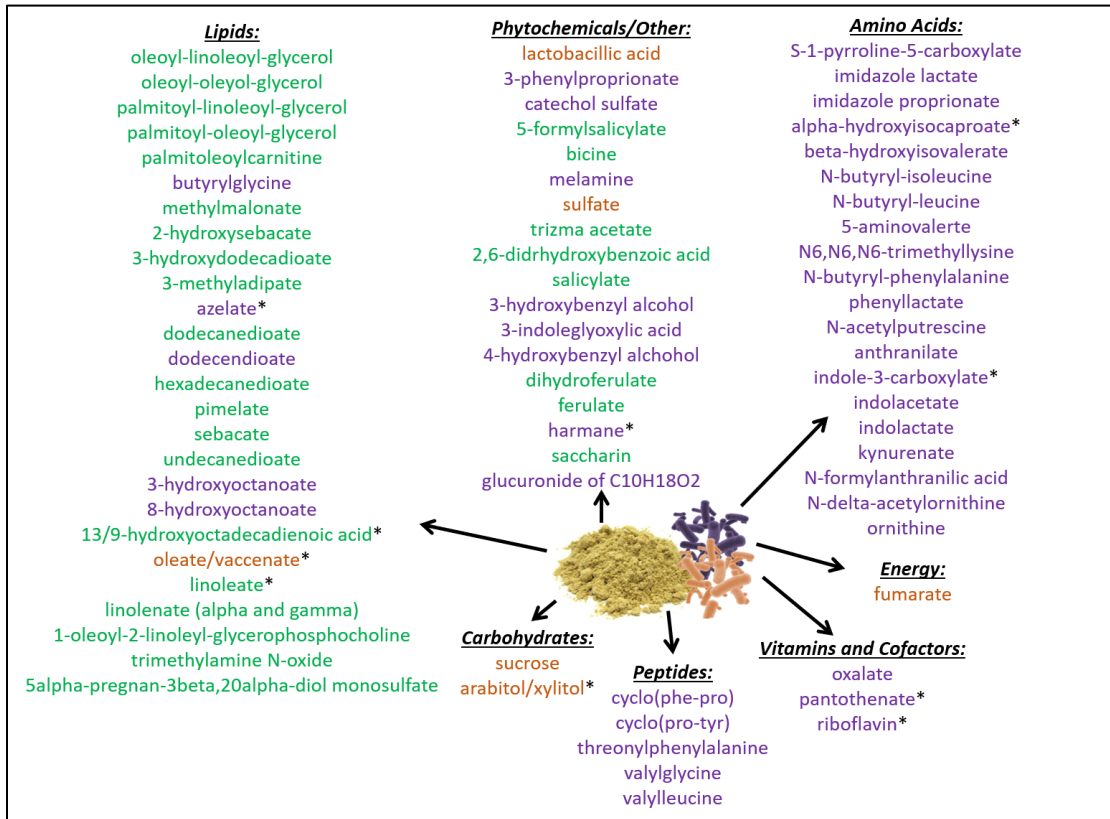 Lipids:
oleoyl-linoleoyl-glycerol
oleoyl-oleyol-glycerol
palmitoyl-linoleoyl-glycerol
palmitoyl-oleoyl-glycerol
palmitoleoylcarnitine
butyrylglycine
methylmalonate
2-hydroxysebacate
3-hydroxydodecadioate
3-methyladipate
azelate*
dodecanedioate
dodecendioate
hexadecanedioate
pimelate
sebacate
undecanedioate
3-hydroxyoctanoate
8-hydroxyoctanoate
13/9-hydroxyoctadecadienoic acid*
oleate/vaccenate*
linoleate*
linolenate (alpha and gamma)
1-oleoyl-2-linoleyl-glycerophosphocholine
trimethylamine N-oxide
5alpha-pregnan-3beta,20alpha-diol monosulfate
Phytochemicals/Other:
lactobacillic acid
3-phenylproprionate
catechol sulfate
5-formylsalicylate
bicine
melamine
sulfate
trizma acetate
2,6-didrhydroxybenzoic acid
salicylate
3-hydroxybenzyl alcohol
3-indoleglyoxylic acid
4-hydroxybenzyl alchohol
dihydroferulate
ferulate
harmane*
saccharin
glucuronide of C10H18O2
Amino Acids:
S-1-pyrroline-5-carboxylate
imidazole lactate
imidazole proprionate
alpha-hydroxyisocaproate*
beta-hydroxyisovalerate
N-butyryl-isoleucine
N-butyryl-leucine
5-aminovalerte
N6,N6,N6-trimethyllysine
N-butyryl-phenylalanine
phenyllactate
N-acetylputrescine
anthranilate
indole-3-carboxylate*
indolacetate
indolactate
kynurenate
N-formylanthranilic acid
N-delta-acetylornithine
ornithine
Carbohydrates:
sucrose
arabitol/xylitol*
Peptides:
cyclo(phe-pro)
cyclo(pro-tyr)
threonylphenylalanine
valylglycine
valylleucine
Energy:
fumarate
Vitamins and Cofactors:
oxalate
pantothenate*
riboflavin*